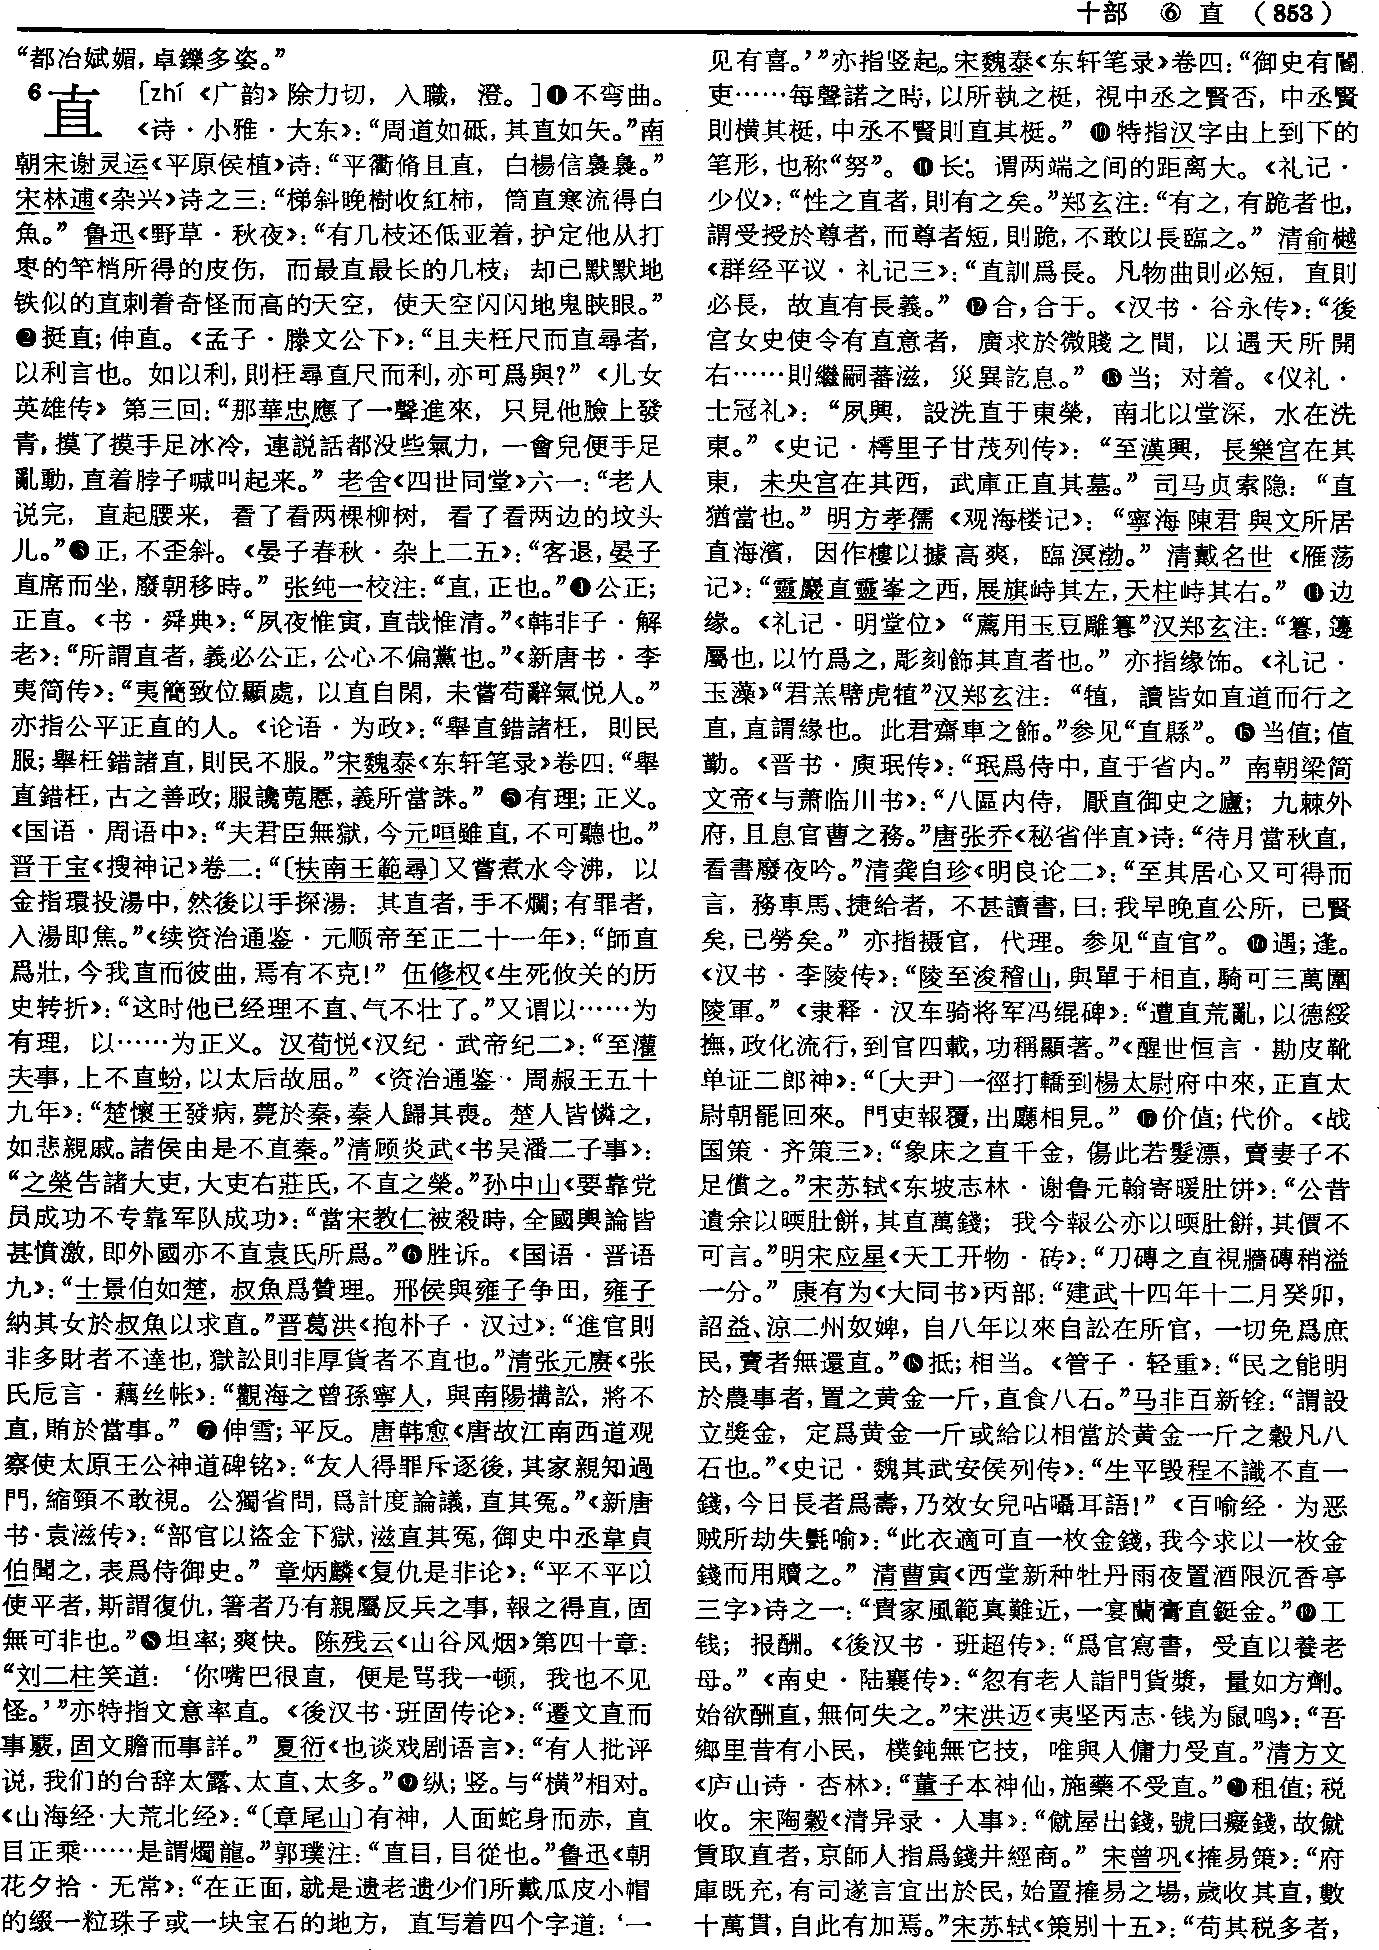 十部 ⑥ 直 （853）
“都冶娬媚，卓鑠多姿。”
6直 [zhí 《广韵》除力切，入職，澄。]❶不弯曲。
《诗·小雅·大东》：“周道如砥，其直如矢。”南
朝宋谢灵运《平原侯植》诗：“平衢脩且直，白楊信裊裊。”
宋林逋《杂兴》诗之三：“梯斜晚樹收紅柿，筒直寒流得白
魚。”鲁迅《野草·秋夜》：“有几枝还低亚着，护定他从打
枣的竿梢所得的皮伤，而最直最长的几枝，却已默默地
铁似的直刺着奇怪而高的天空，使天空闪闪地鬼䀹眼。”
❷挺直；伸直。《孟子·滕文公下》：“且夫枉尺而直尋者，
以利言也。如以利，則枉尋直尺而利，亦可爲與？”《儿女
英雄传》第三回：“那華忠應了一聲進來，只見他臉上發
青，摸了摸手足冰冷，連説話都没些氣力，一會兒便手足
亂動，直着脖子喊叫起来。”老舍《四世同堂》六一：“老人
说完，直起腰来，看了看两棵柳树，看了看两边的坟头
儿。”❸正，不歪斜。《晏子春秋·杂上二五》：“客退，晏子
直席而坐，廢朝移時。”张纯一校注：“直，正也。”❹公正；
正直。《书·舜典》：“夙夜惟寅，直哉惟清。”《韩非子·解
老》：“所謂直者，義必公正，公心不偏黨也。”《新唐书·李
夷简传》：“夷簡致位顯處，以直自閑，未嘗苟辭氣悦人。”
亦指公平正直的人。《论语·为政》：“舉直錯諸枉，則民
服；舉枉錯諸直，則民不服。”宋魏泰《东轩笔录》卷四：“舉
直錯枉，古之善政；服讒蒐慝，義所當誅。”❺有理；正义。
《国语·周语中》：“夫君臣無獄，今元咺雖直，不可聽也。”
晋干宝《搜神记》卷二：“〔扶南王範尋〕又嘗煮水令沸，以
金指環投湯中，然後以手探湯；其直者，手不爛；有罪者，
入湯即焦。”《续资治通鉴·元顺帝至正二十一年》：“師直
爲壯，今我直而彼曲，焉有不克！”伍修权《生死攸关的历
史转折》：“这时他已经理不直、气不壮了。”又谓以……为
有理，以……为正义。汉荀悦《汉纪·武帝纪二》：“至灌
夫事，上不直蚡，以太后故屈。”《资治通鉴·周赧王五十
九年》：“楚懷王發病，薨於秦，秦人歸其喪。楚人皆憐之，
如悲親戚。諸侯由是不直秦。”清顾炎武《书吴潘二子事》：
“之榮告諸大吏，大吏右莊氏，不直之榮。”孙中山《要靠党
员成功不专靠军队成功》：“當宋教仁被殺時，全國輿論皆
甚憤激，即外國亦不直袁氏所爲。”❻胜诉。《国语·晋语
九》：“士景伯如楚，叔魚爲贊理。邢侯與雍子争田，雍子
納其女於叔魚以求直。”晋葛洪《抱朴子·汉过》：“進官則
非多財者不達也，獄訟則非厚貨者不直也。”清张元赓《张
氏卮言·藕丝帐》：“觀海之曾孫寧人，與南陽搆訟，將不
直，賄於當事。”❼伸雪；平反。唐韩愈《唐故江南西道观
察使太原王公神道碑铭》：“友人得罪斥逐後，其家親知過
門，縮頸不敢視。公獨省問，爲計度論議，直其冤。”《新唐
书·袁滋传》：“部官以盜金下獄，滋直其冤，御史中丞韋貞
伯聞之，表爲侍御史。”章炳麟《复仇是非论》：“平不平以
使平者，斯謂復仇，箸者乃有親屬反兵之事，報之得直，固
無可非也。”❽坦率；爽快。陈残云《山谷风烟》第四十章：
“刘二柱笑道：‘你嘴巴很直，便是骂我一顿，我也不见
怪。’”亦特指文意率直。《後汉书·班固传论》：“遷文直而
事覈，固文贍而事詳。”夏衍《也谈戏剧语言》：“有人批评
说，我们的台辞太露、太直、太多。”❾纵；竖。与“横”相对。
《山海经·大荒北经》：“〔章尾山〕有神，人面蛇身而赤，直
目正乘……是謂燭龍。”郭璞注：“直目，目從也。”鲁迅《朝
花夕拾·无常》：“在正面，就是遗老遗少们所戴瓜皮小帽
的缀一粒珠子或一块宝石的地方，直写着四个字道：‘一
见有喜。’”亦指竖起。宋魏泰《东轩笔录》卷四：“御史有閽
吏……每聲諾之時，以所執之梃，視中丞之賢否，中丞賢
則横其梃，中丞不賢則直其梃。”❿特指汉字由上到下的
笔形，也称“努”。⓫长。谓两端之间的距离大。《礼记·
少仪》：“性之直者，則有之矣。”郑玄注：“有之，有跪者也，
謂受授於尊者，而尊者短，則跪，不敢以長臨之。”清俞樾
《群经平议·礼记三》：“直訓爲長。凡物曲則必短，直則
必長，故直有長義。”⓬合，合于。《汉书·谷永传》：“後
宫女史使令有直意者，廣求於微賤之間，以遇天所開
右……則繼嗣蕃滋，災異訖息。”⓭当；对着。《仪礼·
士冠礼》：“夙興，設洗直于東榮，南北以堂深，水在洗
東。”《史记·樗里子甘茂列传》：“至漢興，長樂宫在其
東，未央宫在其西，武庫正直其墓。”司马贞索隐：“直
猶當也。”明方孝孺《观海楼记》：“寧海陳君與文所居
直海濱，因作樓以據高爽，臨溟渤。”清戴名世《雁荡
记》：“靈巖直靈峯之西，展旗峙其左，天柱峙其右。”⓮边
缘。《礼记·明堂位》“薦用玉豆雕篹”汉郑玄注：“篹，籩
屬也，以竹爲之，彫刻飾其直者也。”亦指缘饰。《礼记·
玉藻》“君羔幦虎犆”汉郑玄注：“犆，讀皆如直道而行之
直，直謂緣也。此君齋車之飾。”参见“直縣”。⓯当值；值
勤。《晋书·庾珉传》：“珉爲侍中，直于省内。”南朝梁简
文帝《与萧临川书》：“八區内侍，厭直御史之廬；九棘外
府，且息官曹之務。”唐张乔《秘省伴直》诗：“待月當秋直，
看書廢夜吟。”清龚自珍《明良论二》：“至其居心又可得而
言，務車馬、捷給者，不甚讀書，曰：我早晚直公所，已賢
矣，已勞矣。”亦指摄官，代理。参见“直官”。⓰遇；逢。
《汉书·李陵传》：“陵至浚稽山，與單于相直，騎可三萬圍
陵軍。”《隶释·汉车骑将军冯绲碑》：“遭直荒亂，以德綏
撫，政化流行，到官四載，功稱顯著。”《醒世恒言·勘皮靴
单证二郎神》：“〔大尹〕一徑打轎到楊太尉府中來，正直太
尉朝罷回來。門吏報覆，出廳相見。”⓱价值；代价。《战
国策·齐策三》：“象床之直千金，傷此若髮漂，賣妻子不
足償之。”宋苏轼《东坡志林·谢鲁元翰寄暖肚饼》：“公昔
遺余以㬉肚餅，其直萬錢；我今報公亦以㬉肚餅，其價不
可言。”明宋应星《天工开物·砖》：“刀磚之直視牆磚稍溢
一分。”康有为《大同书》丙部：“建武十四年十二月癸卯，
詔益、涼二州奴婢，自八年以來自訟在所官，一切免爲庶
民，賣者無還直。”⓲抵；相当。《管子·轻重》：“民之能明
於農事者，置之黄金一斤，直食八石。”马非百新铨：“謂設
立獎金，定爲黄金一斤或給以相當於黄金一斤之穀凡八
石也。”《史记·魏其武安侯列传》：“生平毁程不識不直一
錢，今日長者爲壽，乃效女兒呫囁耳語！”《百喻经·为恶
贼所劫失氎喻》：“此衣適可直一枚金錢，我今求以一枚金
錢而用贖之。”清曹寅《西堂新种牡丹雨夜置酒限沉香亭
三字》诗之一：“貴家風範真難近，一宴蘭膏直鋌金。”⓳工
钱；报酬。《後汉书·班超传》：“爲官寫書，受直以養老
母。”《南史·陆襄传》：“忽有老人詣門貨漿，量如方劑。
始欲酬直，無何失之。”宋洪迈《夷坚丙志·钱为鼠鸣》：“吾
鄉里昔有小民，樸鈍無它技，唯與人傭力受直。”清方文
《庐山诗·杏林》：“董子本神仙，施藥不受直。”⓴租值；税
收。宋陶穀《清异录·人事》：“僦屋出錢，號曰癡錢，故僦
賃取直者，京師人指爲錢井經商。”宋曾巩《搉易策》：“府
庫既充，有司遂言宜出於民，始置搉易之場，歲收其直，數
十萬貫，自此有加焉。”宋苏轼《策别十五》：“苟其税多者，